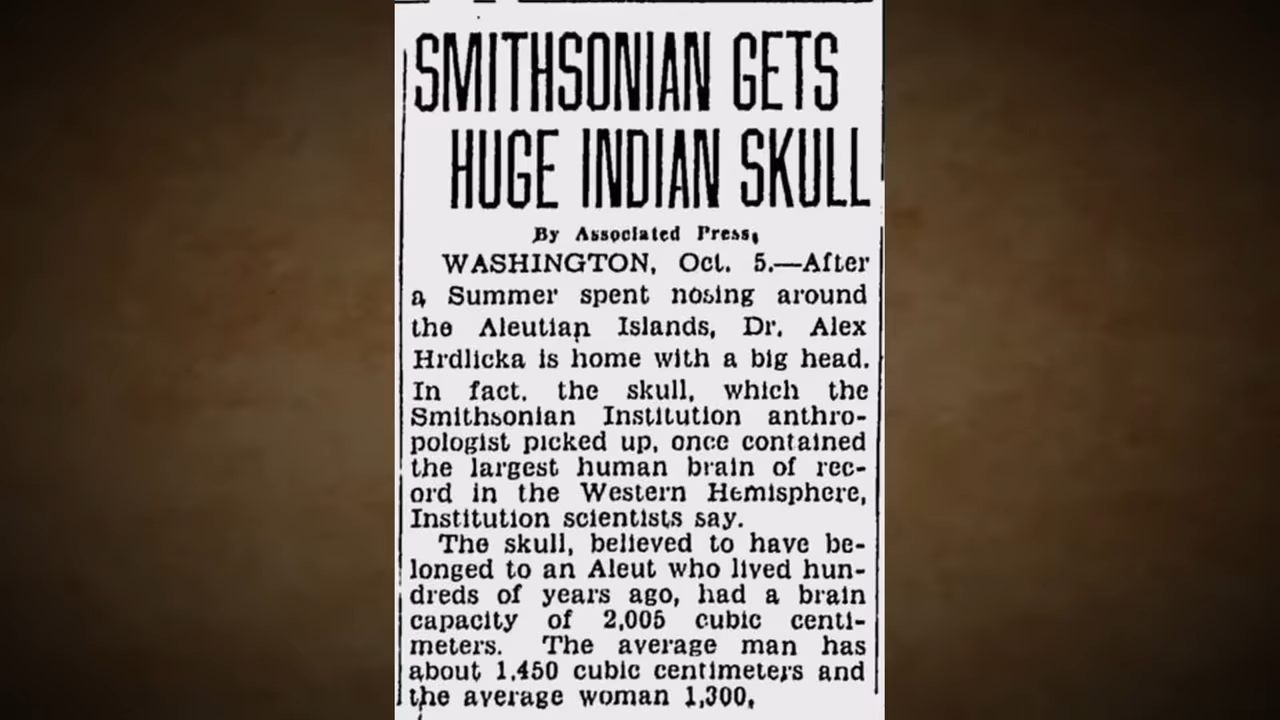 SMITHSONIAN GETS
HUGE INDIAN SKULL
By Associated Press.
WASHINGTON, Oct. 5.—After
a Summer spent nosing around
the Aleutian Islands, Dr. Alex
Hrdlicka is home with a big head.
In fact, the skull, which the
Smithsonian Institution anthro-
pologist picked up, once contained
the largest human brain of rec-
ord in the Western Hemisphere,
Institution scientists say.
The skull, believed to have be-
longed to an Aleut who lived hun-
dreds of years ago, had a brain
capacity of 2,005 cubic centi-
meters. The average man has
about 1,450 cubic centimeters and
the average woman 1,300.